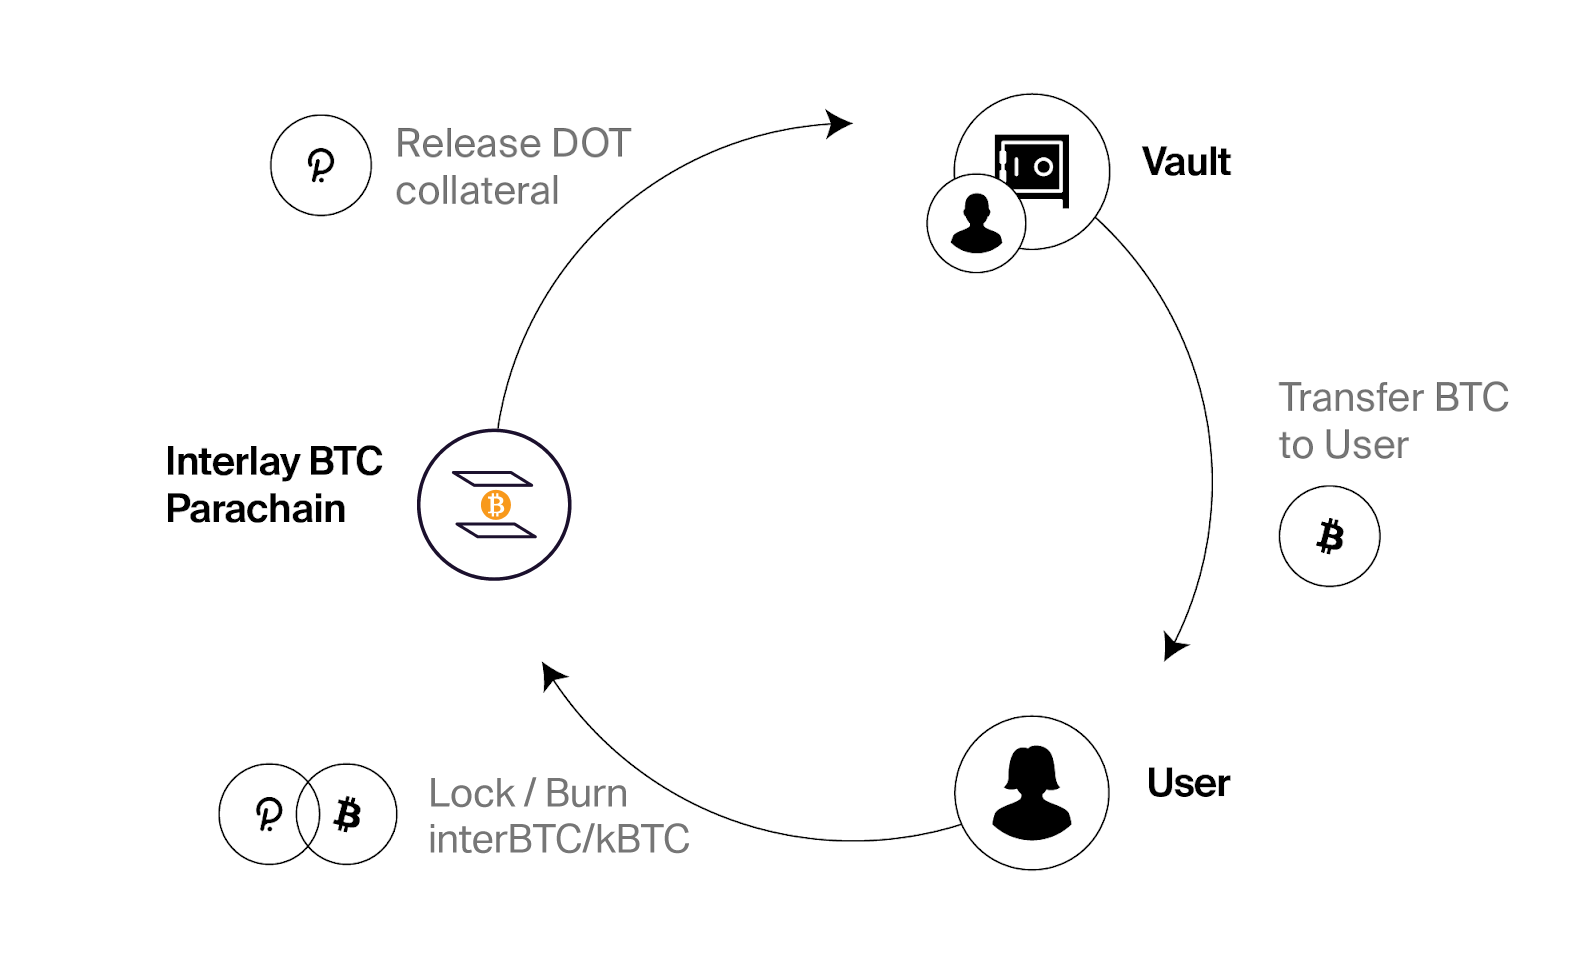 Release DOT
collateral
Vault
Transfer BTC
to User
Interlay BTC
Parachain
User
Lock / Burn
interBTC/kBTC